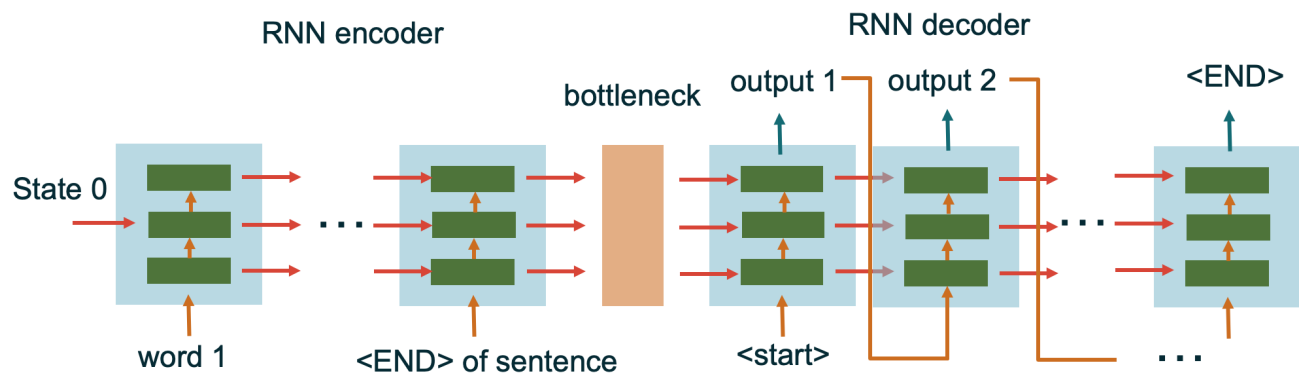 RNN encoder
RNN decoder
bottleneck
output 1
output 2
<END>
State 0
...
...
word 1
<END> of sentence
<start>
...